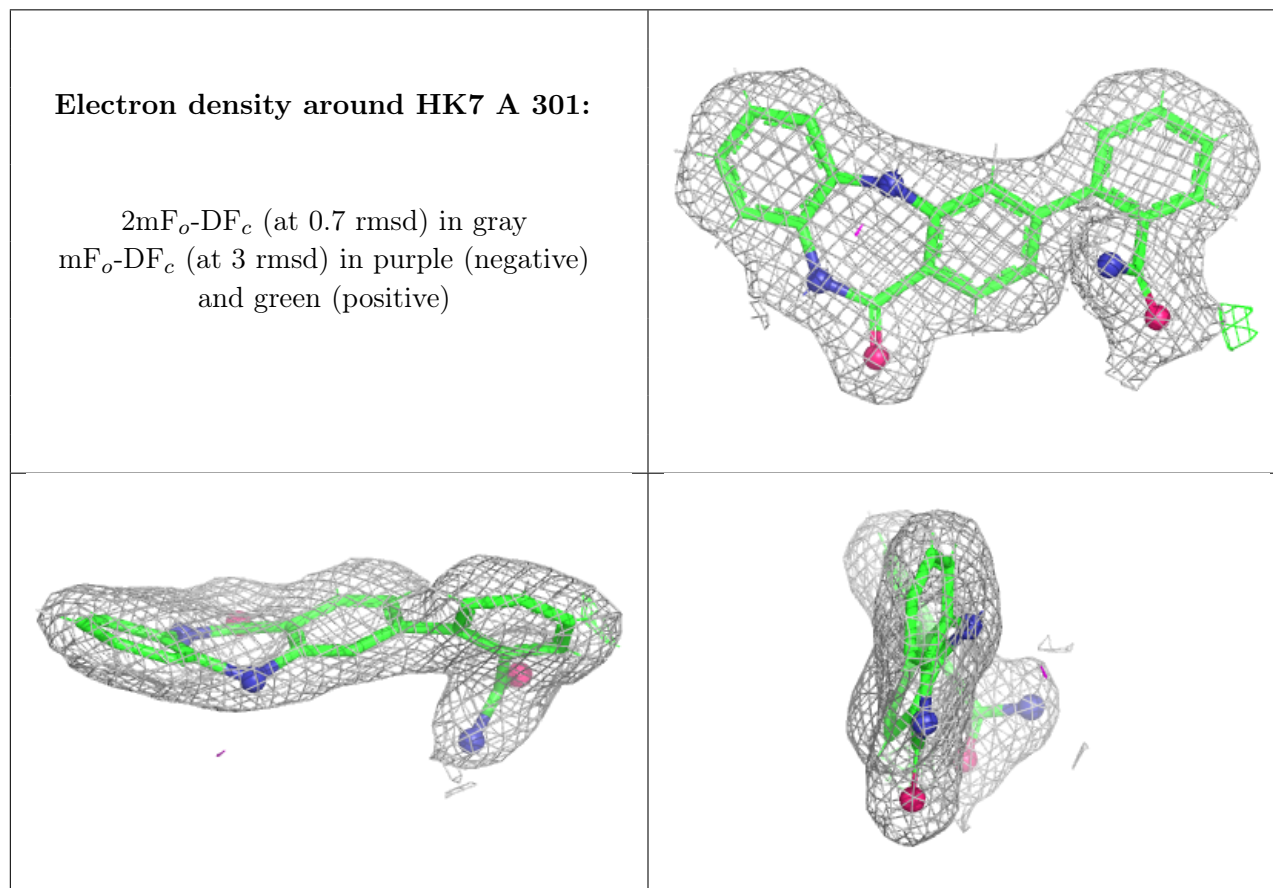 Electron density around HK7 A 301:
2mFo-DFc (at 0.7 rmsd) in gray
mFo-DFc (at 3 rmsd) in purple (negative)
and green (positive)